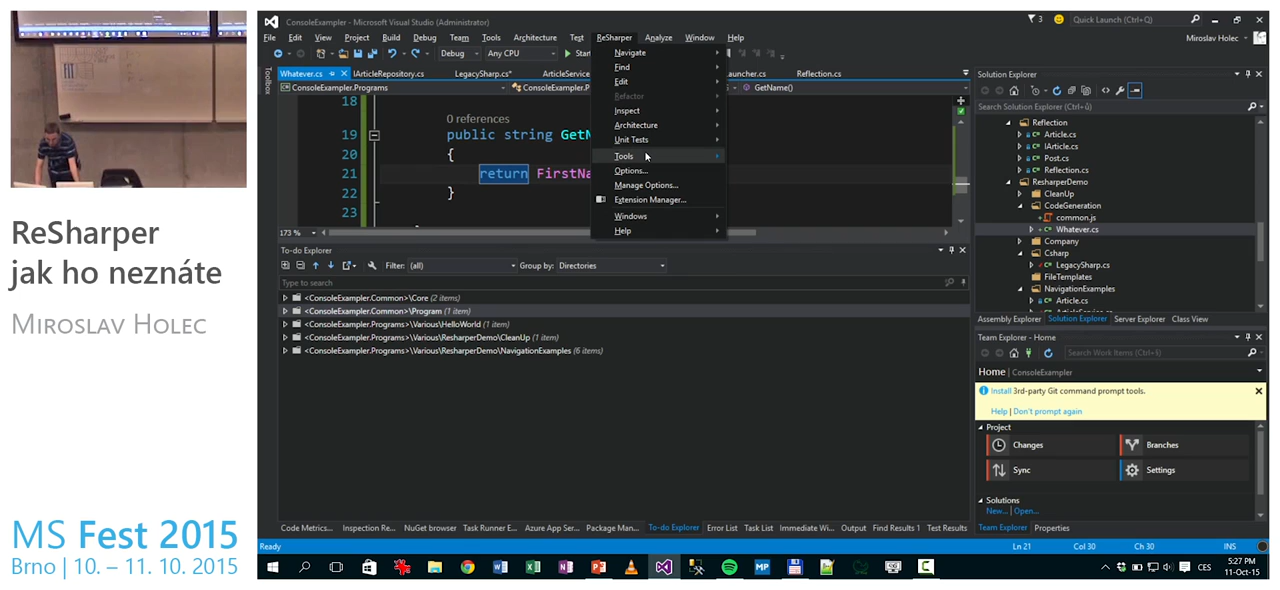 ReSharper
jak ho neznáte
MIROSLAV HOLEC
MS Fest 2015
Brno | 10. – 11. 10. 2015
ConsoleExampler - Microsoft Visual Studio (Administrator)
3
Quick Launch (Ctrl+Q)
File Edit View Project Build Debug Team Tools Architecture Test ReSharper Analyze Window Help
Miroslav Holec
Debug Any CPU Start
Toolbox
Whatever.cs IArticleRepository.cs LegacySharp.cs* ArticleService auncher.cs Reflection.cs
ConsoleExampler.Programs ConsoleExampler.P GetName()
18
0 references
19 public string GetN
20 {
21 return FirstNa
22 }
23
173 %
Navigate
Find
Edit
Refactor
Inspect
Architecture
Unit Tests
Tools
Options...
Manage Options...
Extension Manager...
Windows
Help
To-do Explorer
Filter: (all) Group by: Directories
Type to search
<ConsoleExampler.Common>\Core (2 items)
<ConsoleExampler.Common>\Program (1 item)
<ConsoleExampler.Programs>\Various\HelloWorld (1 item)
<ConsoleExampler.Programs>\Various\ResharperDemo\CleanUp (1 item)
<ConsoleExampler.Programs>\Various\ResharperDemo\NavigationExamples (6 items)
Code Metrics... Inspection Re... NuGet browser Task Runner E... Azure App Ser... Package Man... To-do Explorer Error List Task List Immediate Wi... Output Find Results 1 Test Results
Solution Explorer
Search Solution Explorer (Ctrl+ů)
Reflection
Article.cs
IArticle.cs
Post.cs
Reflection.cs
ResharperDemo
CleanUp
CodeGeneration
common.js
Whatever.cs
Company
Csharp
LegacySharp.cs
FileTemplates
NavigationExamples
Article.cs
Assembly Explorer Solution Explorer Server Explorer Class View
Team Explorer - Home
Search Work Items (Ctrl+§)
Home | ConsoleExampler
Install 3rd-party Git command prompt tools.
Help | Don't prompt again
Project
Changes Branches
Sync Settings
Solutions
New... | Open...
Team Explorer Properties
Ready Ln 21 Col 30 Ch 30 INS
CES
5:27 PM
11-Oct-15